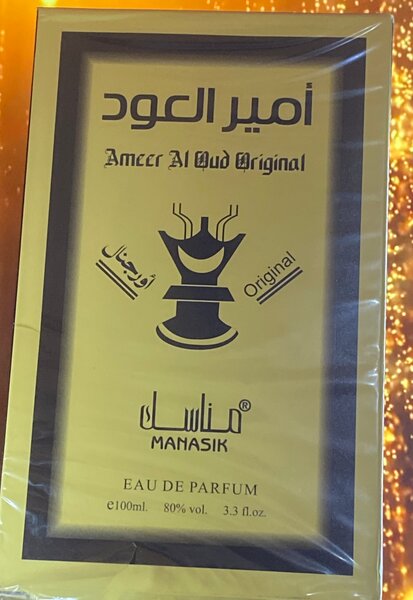 أمير العود
Ameer Al Oud Original
أورجنال
Original
مناسك®
MANASIK
EAU DE PARFUM
e100ml. 80% vol. 3.3 fl.oz.